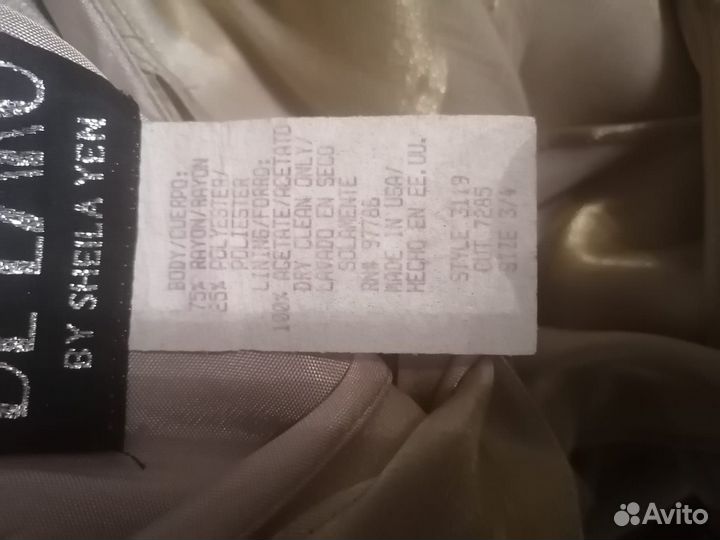 BY SHEILA YEN
BODY/CUERPO:
75% RAYON/RAYON
25% POLYESTER/
POLIESTER
LINING/FORRO:
100% ACETATE/ACETATO
DRY CLEAN ONLY/
LAVADO EN SECO
SOLAMENTE
RN# 97786
MADE IN USA/
HECHO EN EE.UU.
STYLE 3119
CUT 7285
SIZE 3/4
Avito